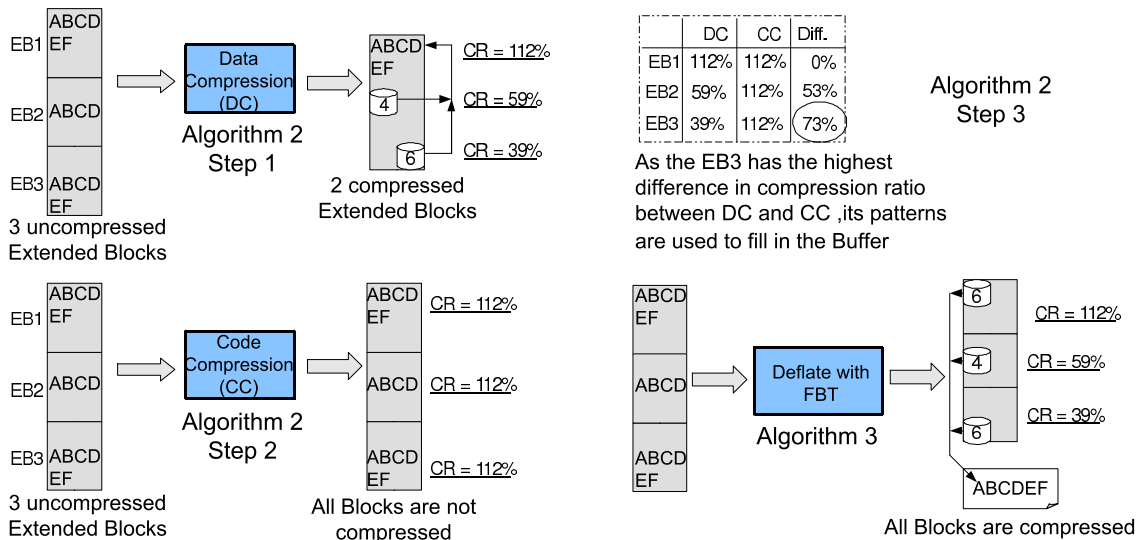 EB1
ABCD
EF
EB2
ABCD
EB3
ABCD
EF
3 uncompressed
Extended Blocks
Data
Compression
(DC)
Algorithm 2
Step 1
ABCD
EF
4
6
CR = 112%
CR = 59%
CR = 39%
2 compressed
Extended Blocks
DC CC Diff.
EB1 112% 112% 0%
EB2 59% 112% 53%
EB3 39% 112% 73%
Algorithm 2
Step 3
As the EB3 has the highest
difference in compression ratio
between DC and CC ,its patterns
are used to fill in the Buffer
EB1
ABCD
EF
EB2
ABCD
EB3
ABCD
EF
3 uncompressed
Extended Blocks
Code
Compression
(CC)
Algorithm 2
Step 2
ABCD
EF
ABCD
ABCD
EF
CR = 112%
CR = 112%
CR = 112%
All Blocks are not
compressed
ABCD
EF
ABCD
ABCD
EF
Deflate with
FBT
Algorithm 3
6
4
6
CR = 112%
CR = 59%
CR = 39%
ABCDEF
All Blocks are compressed